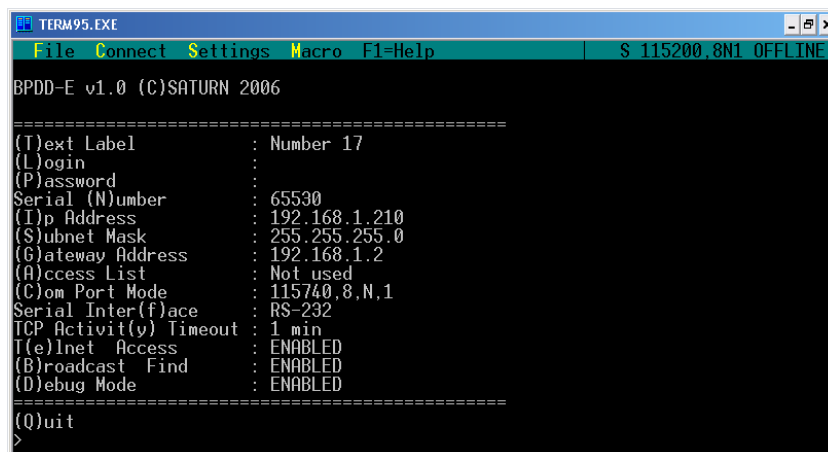 TERM95.EXE
File Connect Settings Macro F1=Help S 115200,8N1 OFFLINE
BPDD-E v1.0 (C)SATURN 2006
==================================================
(T)ext Label : Number 17
(L)ogin :
(P)assword :
Serial (N)umber : 65530
(I)p Address : 192.168.1.210
(S)ubnet Mask : 255.255.255.0
(G)ateway Address : 192.168.1.2
(A)ccess List : Not used
(C)om Port Mode : 115740,8,N,1
Serial Inter(f)ace : RS-232
TCP Activit(y) Timeout : 1 min
T(e)lnet Access : ENABLED
(B)roadcast Find : ENABLED
(D)ebug Mode : ENABLED
==================================================
(Q)uit
>